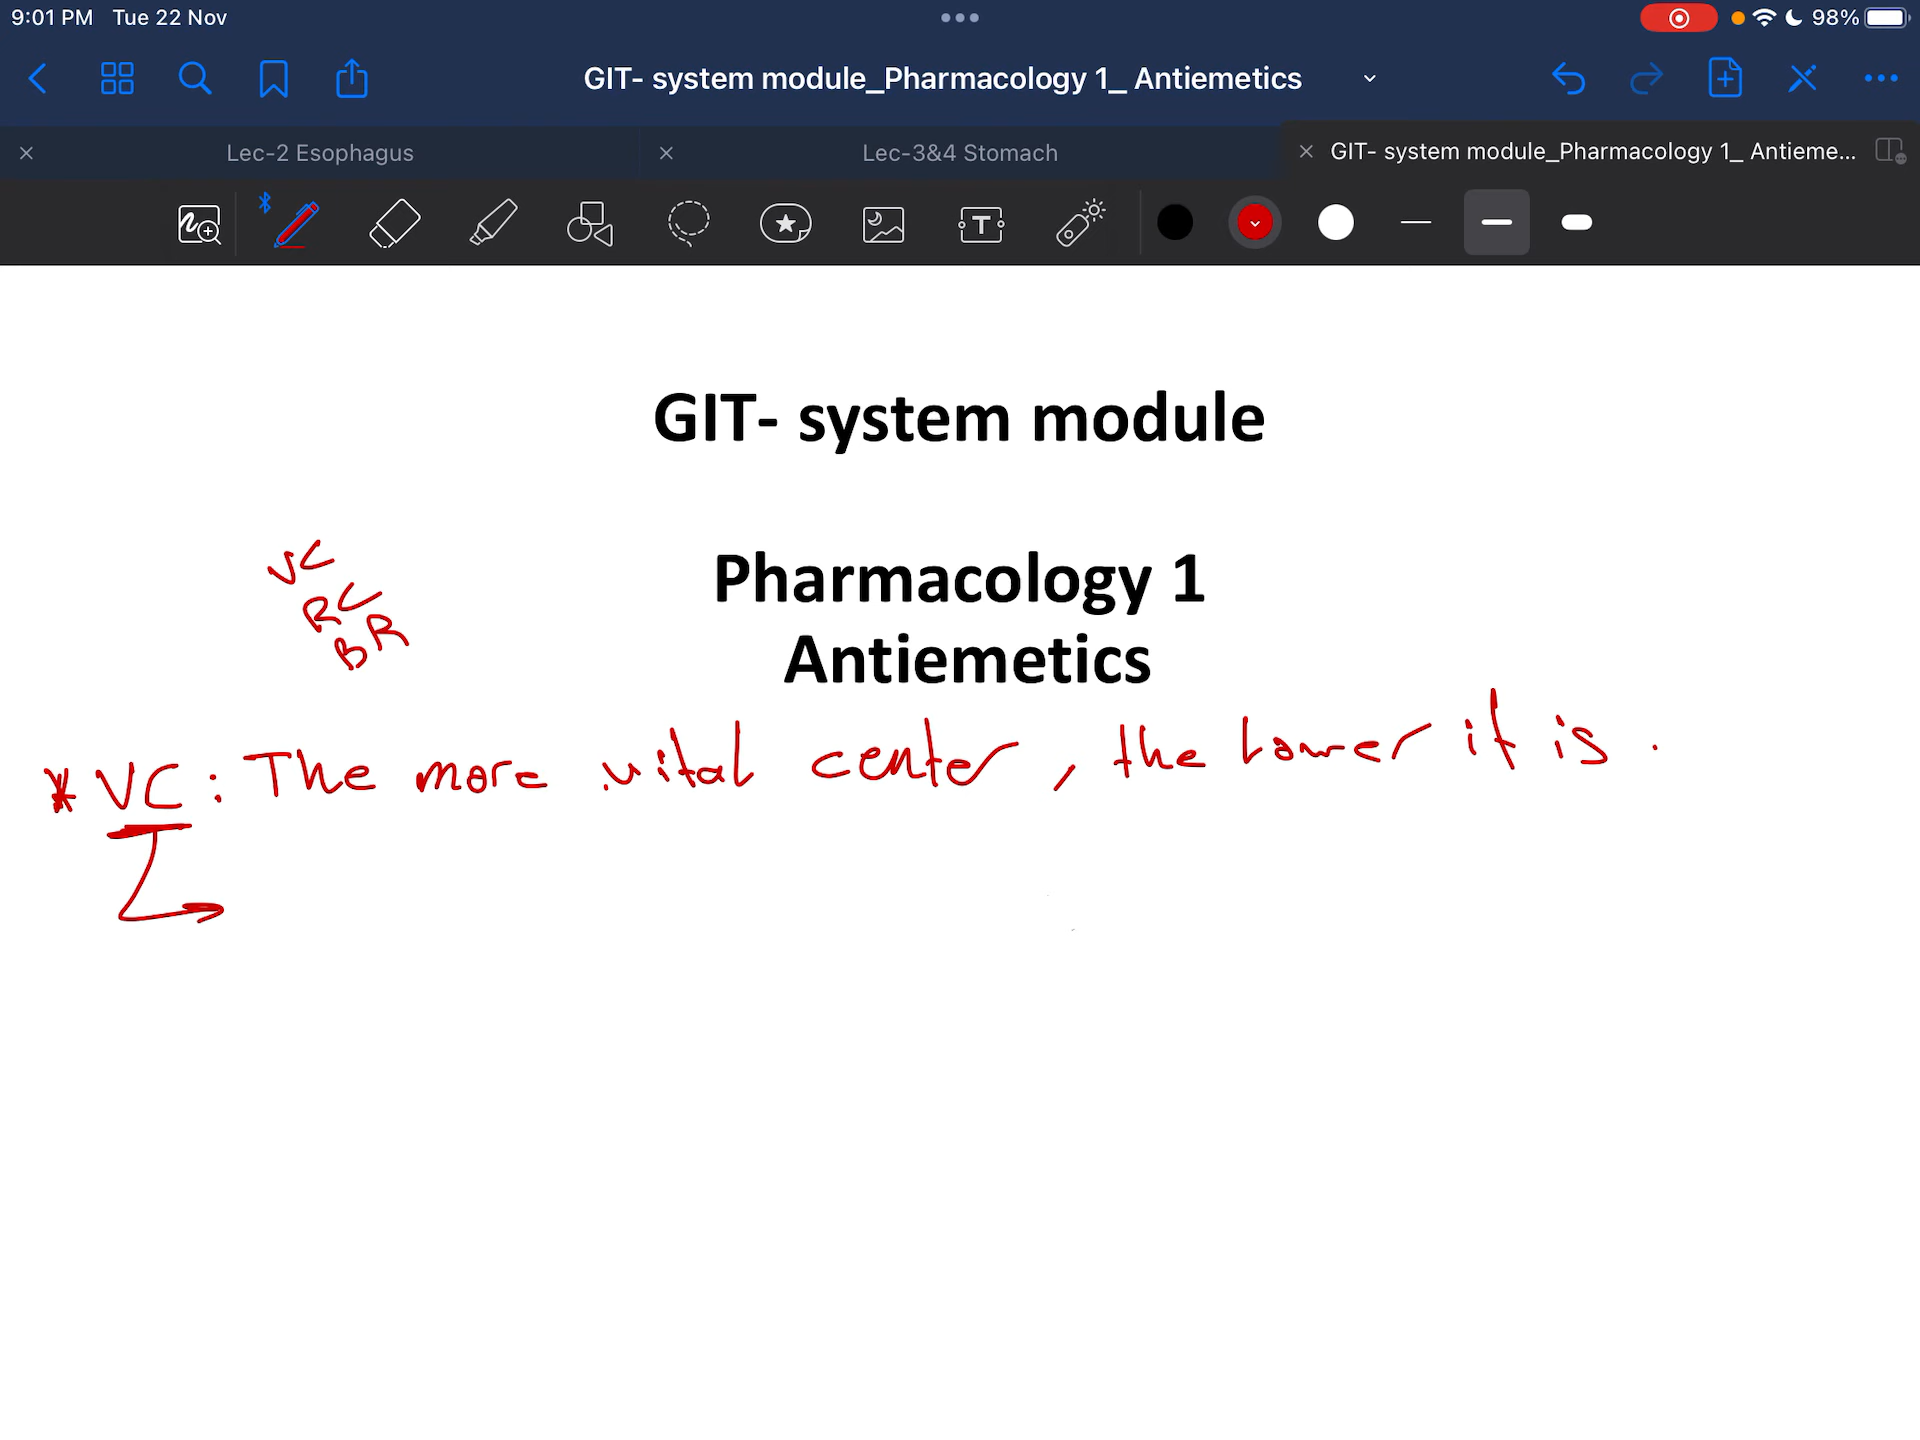 9:01 PM Tue 22 Nov
98%
GIT- system module_Pharmacology 1_ Antiemetics
Lec-2 Esophagus
Lec-3&4 Stomach
GIT- system module_Pharmacology 1_ Antieme...
GIT- system module
VC
RC
BR
Pharmacology 1
Antiemetics
* VC : The more vital center , the lower it is .